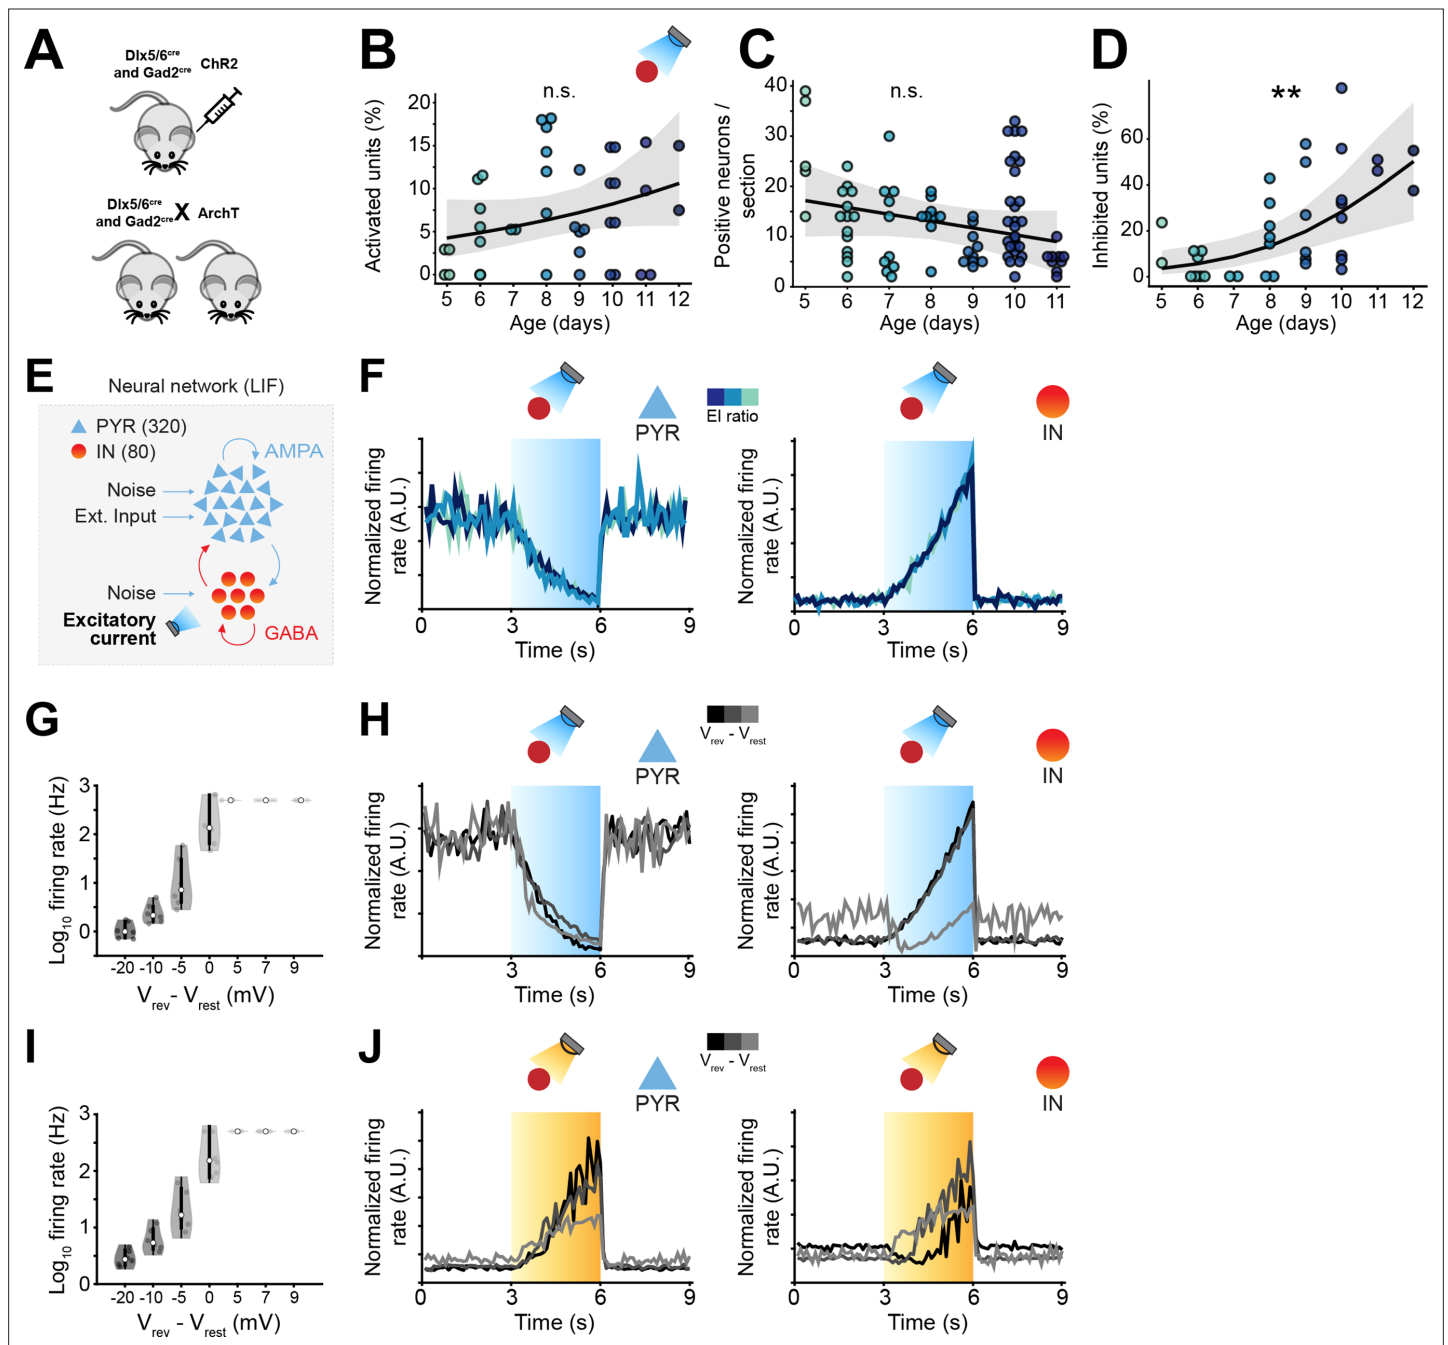 A
Dlx5/6cre
and Gad2cre ChR2
Dlx5/6cre
and Gad2cre X ArchT
B
n.s.
Activated units (%)
20
15
10
5
0
5 6 7 8 9 10 11 12
Age (days)
C
n.s.
Positive neurons /
section
40
30
20
10
0
5 6 7 8 9 10 11
Age (days)
D
**
Inhibited units (%)
60
40
20
0
5 6 7 8 9 10 11 12
Age (days)
E
Neural network (LIF)
PYR (320)
IN (80)
AMPA
Noise
Ext. Input
Noise
Excitatory
current
GABA
F
PYR
EI ratio
Normalized firing
rate (A.U.)
0 3 6 9
Time (s)
IN
Normalized firing
rate (A.U.)
0 3 6 9
Time (s)
G
Log10 firing rate (Hz)
3
2
1
0
-20 -10 -5 0 5 7 9
Vrev - Vrest (mV)
H
PYR
Vrev - Vrest
Normalized firing
rate (A.U.)
0 3 6 9
Time (s)
IN
Normalized firing
rate (A.U.)
0 3 6 9
Time (s)
I
Log10 firing rate (Hz)
3
2
1
0
-20 -10 -5 0 5 7 9
Vrev - Vrest (mV)
J
PYR
Vrev - Vrest
Normalized firing
rate (A.U.)
0 3 6 9
Time (s)
IN
Normalized firing
rate (A.U.)
0 3 6 9
Time (s)